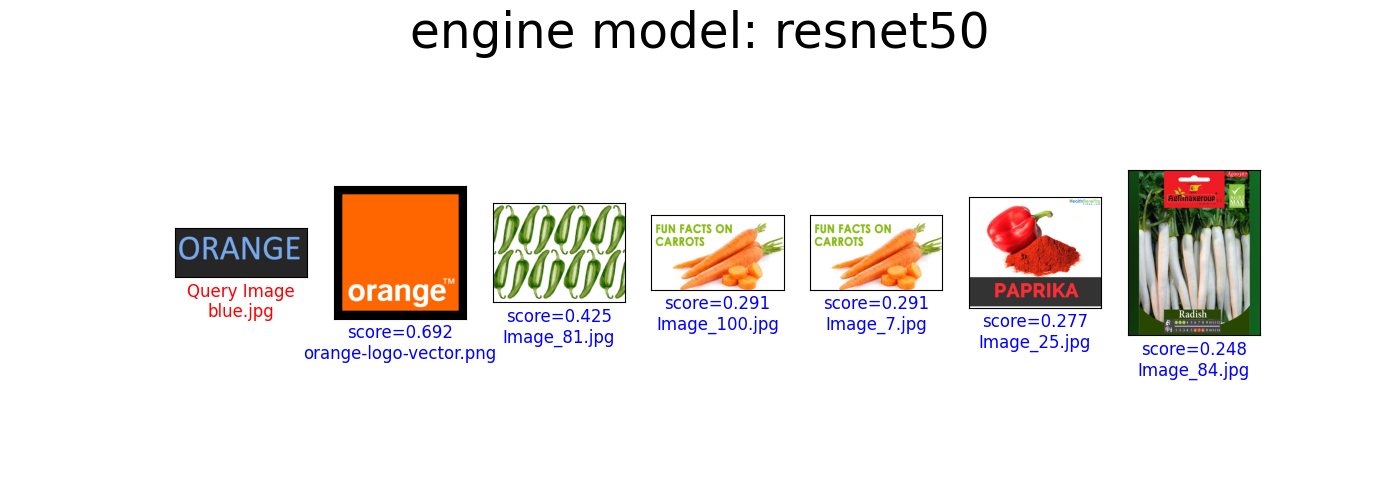 engine model: resnet50
ORANGE
Query Image
blue.jpg
orange™
score=0.692
orange-logo-vector.png
score=0.425
Image_81.jpg
FUN FACTS ON
CARROTS
score=0.291
Image_100.jpg
FUN FACTS ON
CARROTS
score=0.291
Image_7.jpg
PAPRIKA
score=0.277
Image_25.jpg
Radish
score=0.248
Image_84.jpg